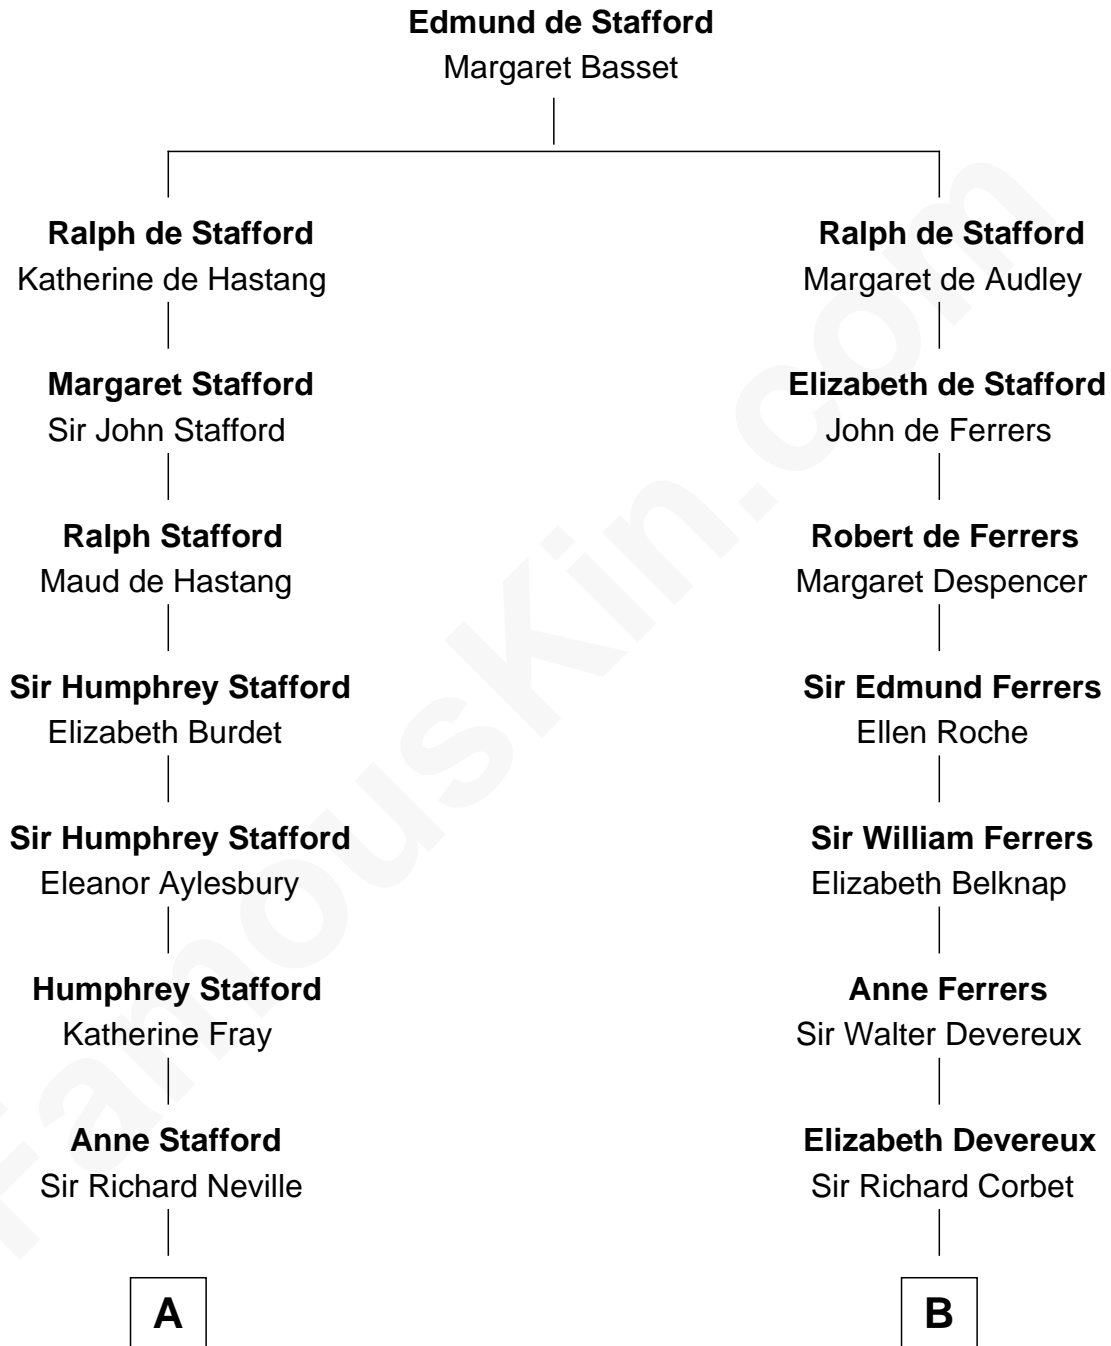 Edmund de Stafford
Margaret Basset
Ralph de Stafford
Katherine de Hastang
Margaret Stafford
Sir John Stafford
Ralph Stafford
Maud de Hastang
Sir Humphrey Stafford
Elizabeth Burdet
Sir Humphrey Stafford
Eleanor Aylesbury
Humphrey Stafford
Katherine Fray
Anne Stafford
Sir Richard Neville
A
Ralph de Stafford
Margaret de Audley
Elizabeth de Stafford
John de Ferrers
Robert de Ferrers
Margaret Despencer
Sir Edmund Ferrers
Ellen Roche
Sir William Ferrers
Elizabeth Belknap
Anne Ferrers
Sir Walter Devereux
Elizabeth Devereux
Sir Richard Corbet
B
FamousKin.com